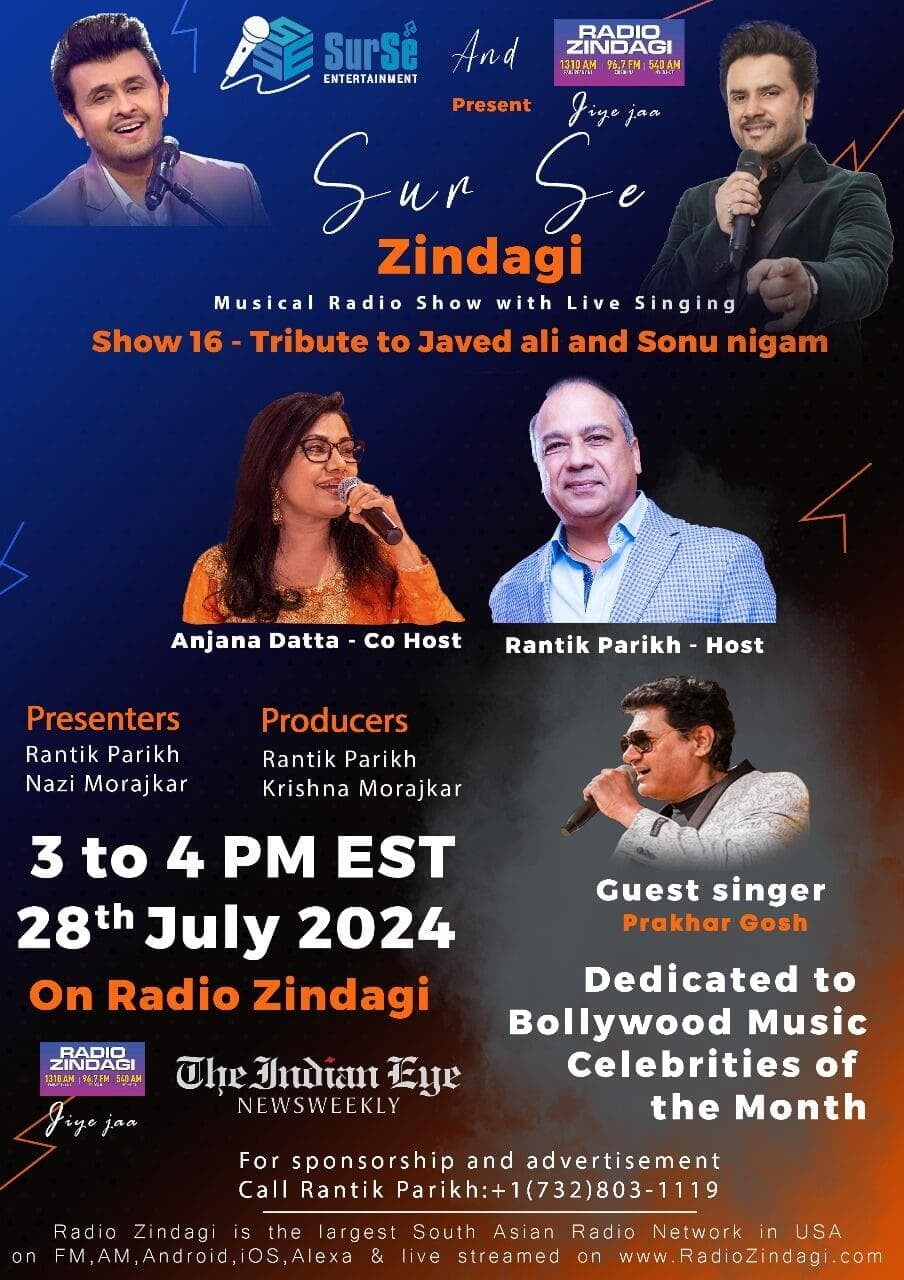 SurSe
ENTERTAINMENT
And
RADIO
ZINDAGI
1310 AM 96.7 FM 540 AM
Present
Jiye jaa
Sur Se
Zindagi
Musical Radio Show with Live Singing
Show 16 - Tribute to Javed ali and Sonu nigam
Anjana Datta - Co Host
Rantik Parikh - Host
Presenters
Rantik Parikh
Nazi Morajkar
Producers
Rantik Parikh
Krishna Morajkar
3 to 4 PM EST
28th July 2024
On Radio Zindagi
Guest singer
Prakhar Gosh
Dedicated to
Bollywood Music
Celebrities of
the Month
RADIO
ZINDAGI
1310 AM 96.7 FM 540 AM
Jiye jaa
The Indian Eye
NEWSWEEKLY
For sponsorship and advertisement
Call Rantik Parikh:+1(732)803-1119
Radio Zindagi is the largest South Asian Radio Network in USA
on FM,AM,Android,iOS,Alexa & live streamed on www.RadioZindagi.com